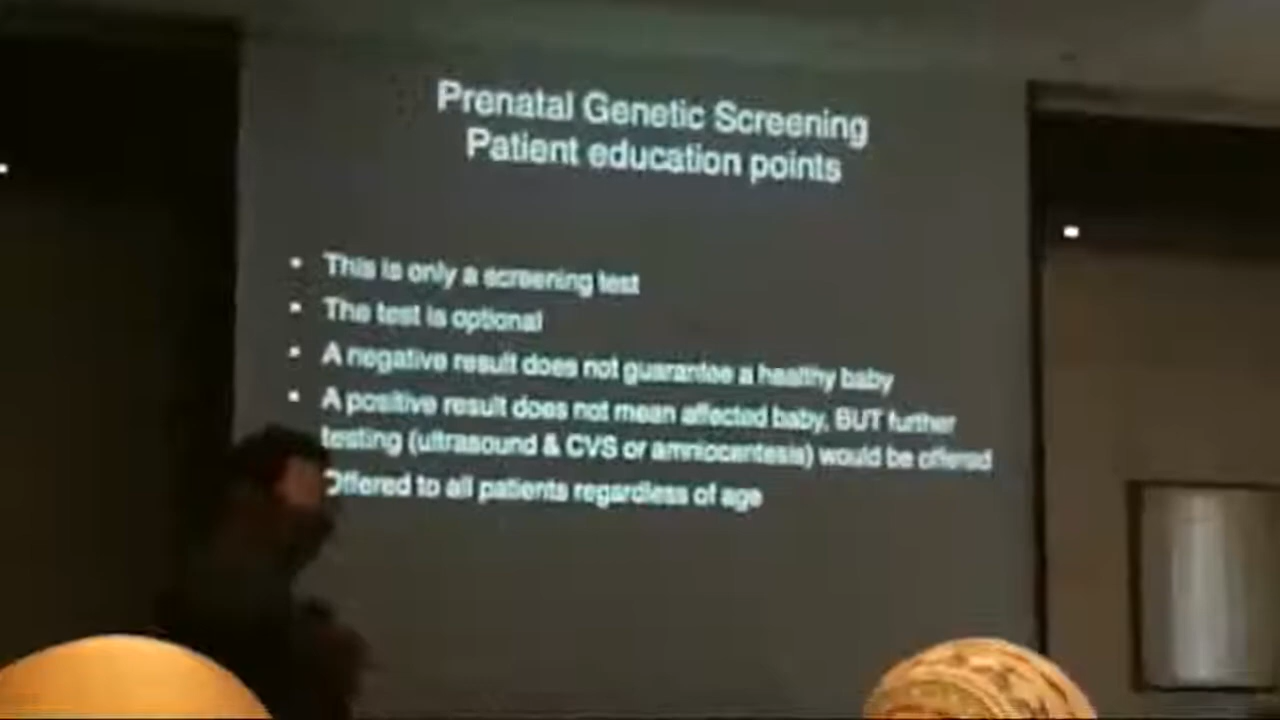 Prenatal Genetic Screening
Patient education points
• This is only a screening test
• The test is optional
• A negative result does not guarantee a healthy baby
• A positive result does not mean affected baby, BUT further
testing (ultrasound & CVS or amniocentesis) would be offered
Offered to all patients regardless of age